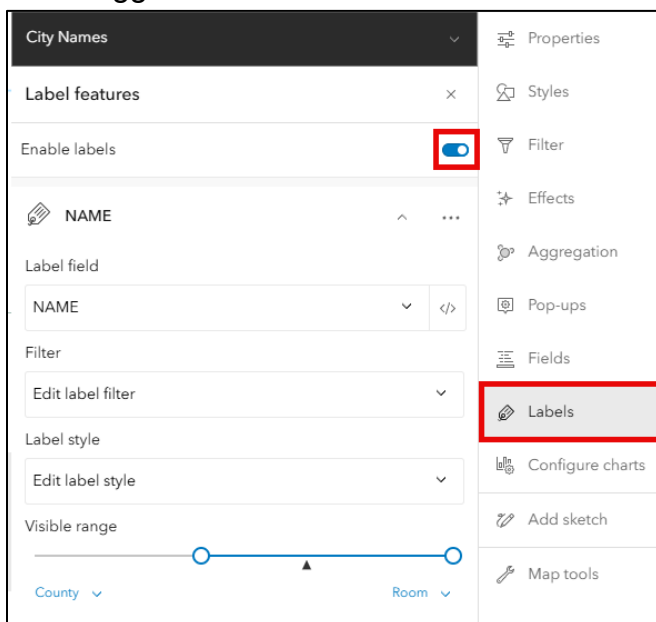 City Names
Label features
Enable labels
NAME
Label field
NAME
</>
Filter
Edit label filter
Label style
Edit label style
Visible range
County
Room
Properties
Styles
Filter
Effects
Aggregation
Pop-ups
Fields
Labels
Configure charts
Add sketch
Map tools